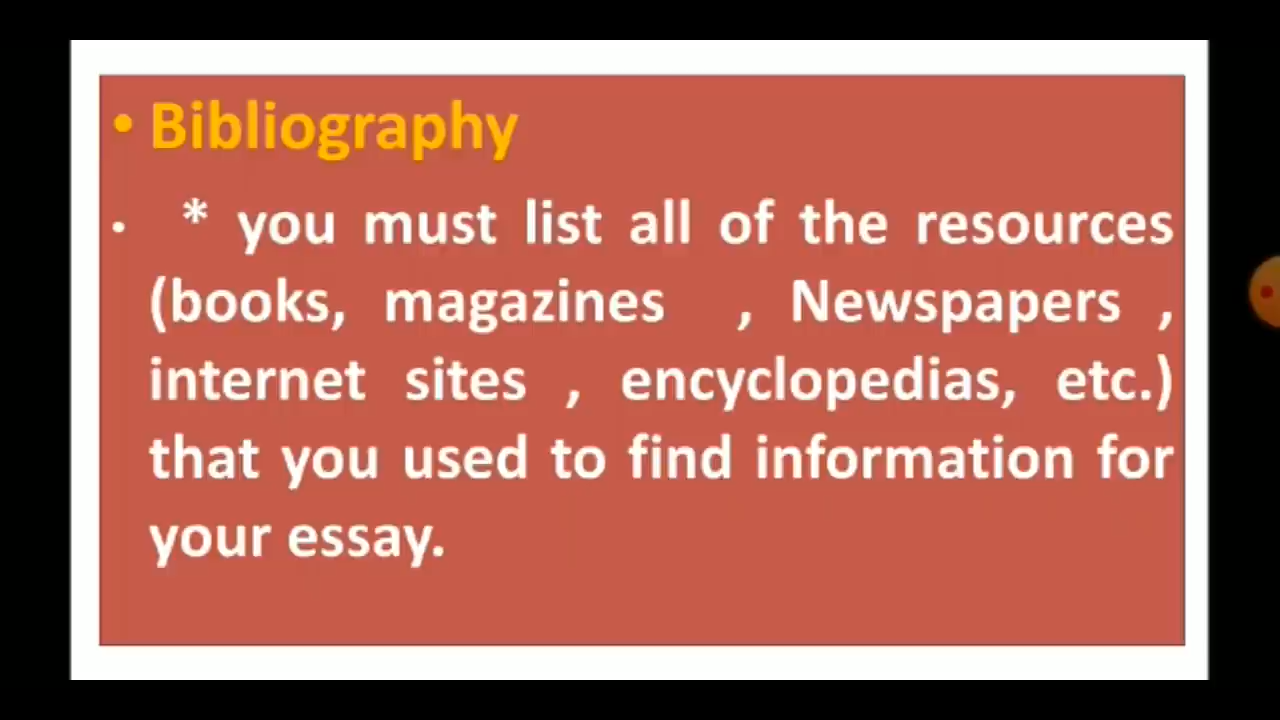 • Bibliography
• * you must list all of the resources
(books, magazines , Newspapers ,
internet sites , encyclopedias, etc.)
that you used to find information for
your essay.